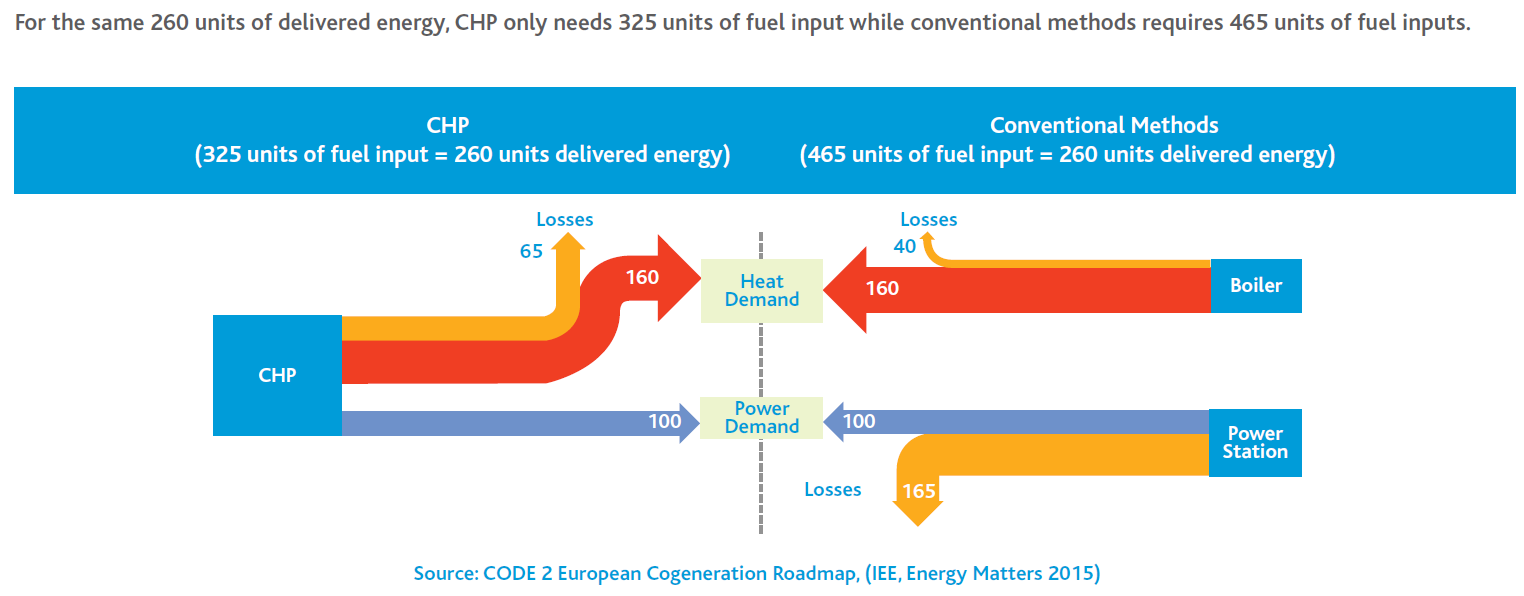 For the same 260 units of delivered energy, CHP only needs 325 units of fuel input while conventional methods requires 465 units of fuel inputs.
CHP
(325 units of fuel input = 260 units delivered energy)
Conventional Methods
(465 units of fuel input = 260 units delivered energy)
Losses
65
160
Heat
Demand
Losses
40
160
Boiler
CHP
100
Power
Demand
100
Power
Station
Losses
165
Source: CODE 2 European Cogeneration Roadmap, (IEE, Energy Matters 2015)